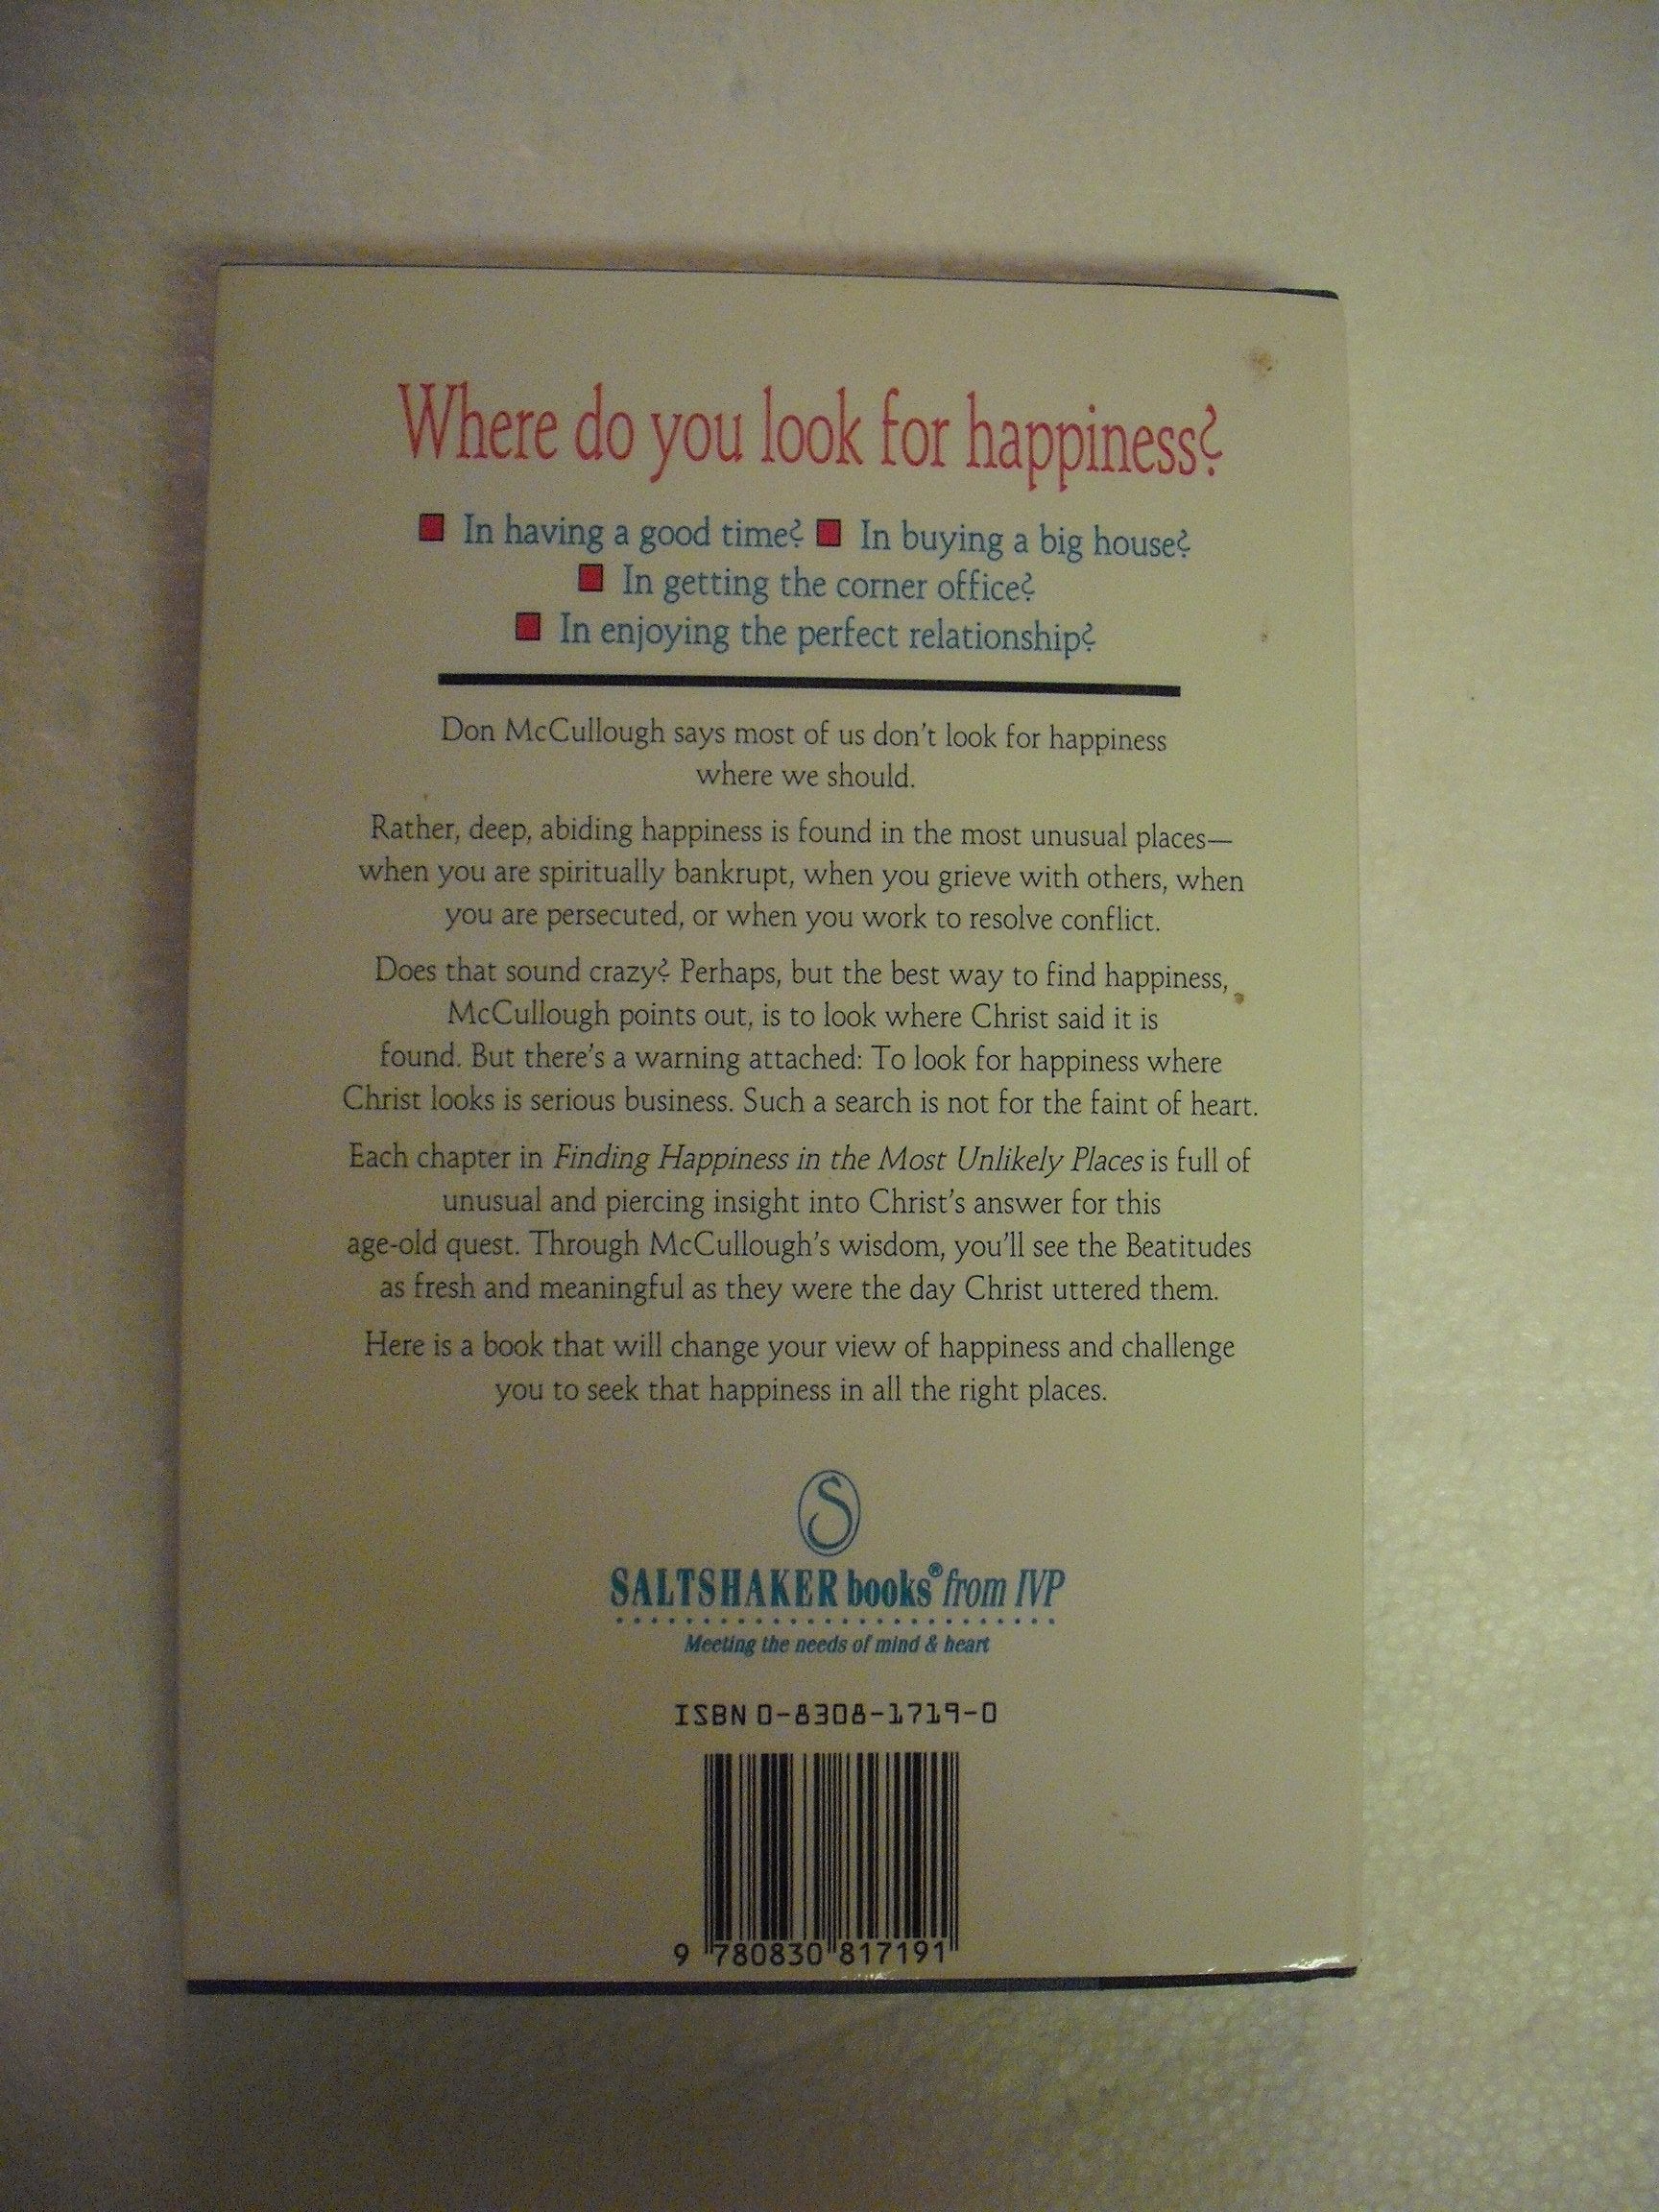 Where do you look for happiness?
■ In having a good time? ■ In buying a big house?
■ In getting the corner office?
■ In enjoying the perfect relationship?
Don McCullough says most of us don't look for happiness
where we should.
Rather, deep, abiding happiness is found in the most unusual places—
when you are spiritually bankrupt, when you grieve with others, when
you are persecuted, or when you work to resolve conflict.
Does that sound crazy? Perhaps, but the best way to find happiness,
McCullough points out, is to look where Christ said it is
found. But there's a warning attached: To look for happiness where
Christ looks is serious business. Such a search is not for the faint of heart.
Each chapter in Finding Happiness in the Most Unlikely Places is full of
unusual and piercing insight into Christ's answer for this
age-old quest. Through McCullough's wisdom, you'll see the Beatitudes
as fresh and meaningful as they were the day Christ uttered them.
Here is a book that will change your view of happiness and challenge
you to seek that happiness in all the right places.
S
SALTSHAKER books® from IVP
Meeting the needs of mind & heart
ISBN 0-8308-1719-0
9 780830 817191